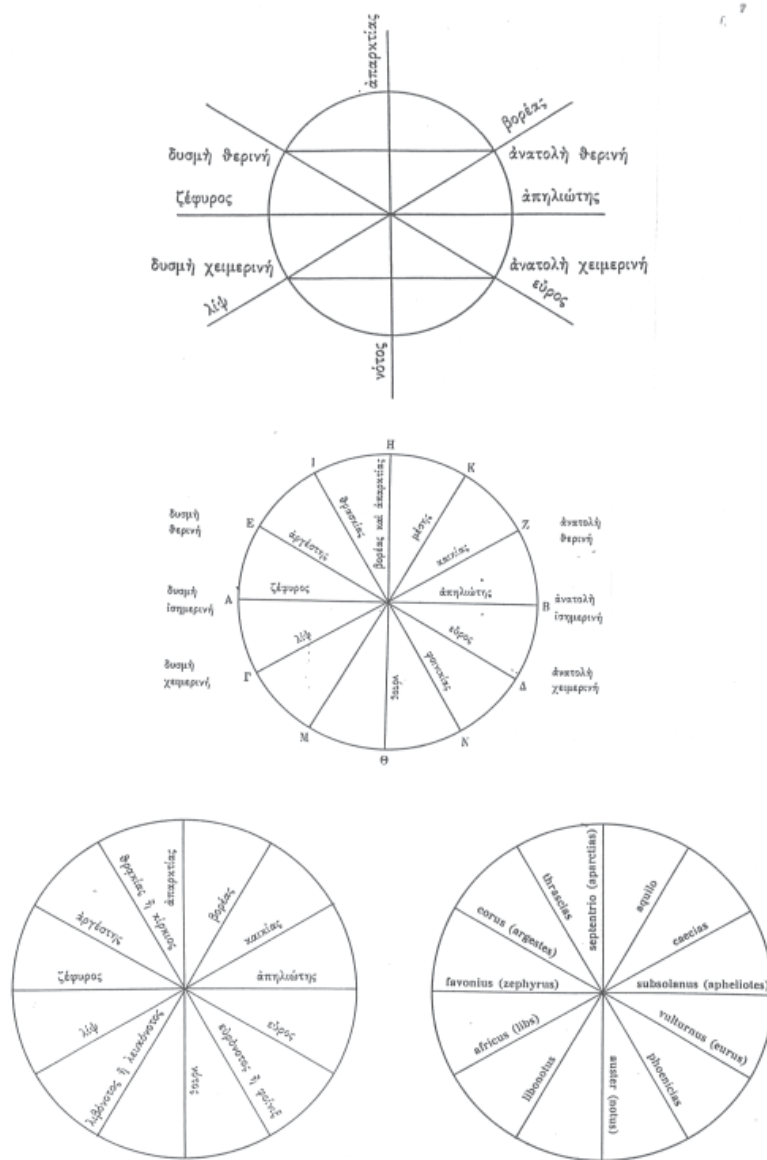 ἀπαρκτίας
βορέας
δυσμὴ θερινή
ἀνατολὴ θερινή
ζέφυρος
ἀπηλιώτης
δυσμὴ χειμερινή
ἀνατολὴ χειμερινή
λίψ
εὖρος
νότος
Η
Ι
Κ
θρασκίας
βορέας καὶ ἀπαρκτίας
μέσης
δυσμὴ
θερινή
Ε
Ζ
ἀνατολὴ
θερινή
ἀργέστης
καικίας
δυσμὴ
ἰσημερινή
Α
ζέφυρος
ἀπηλιώτης
Β
ἀνατολὴ
ἰσημερινή
λίψ
εὖρος
δυσμὴ
χειμερινή
Γ
νότος
φοινικίας
Δ
ἀνατολὴ
χειμερινή
Μ
Θ
Ν
θρᾳκίας ἢ
κίρκιος
ἀπαρκτίας
βορέας
ἀργέστης
καικίας
ζέφυρος
ἀπηλιώτης
λίψ
εὖρος
λιβόνοτος ἢ λευκόνοτος
νότος
εὐρόνοτος ἢ φοῖνιξ
thrascias
septentrio (aparctias)
aquilo
corus (argestes)
caecias
favonius (zephyrus)
subsolanus (apheliotes)
africus (libs)
vulturnus (eurus)
libonotus
auster (notus)
phoenicias